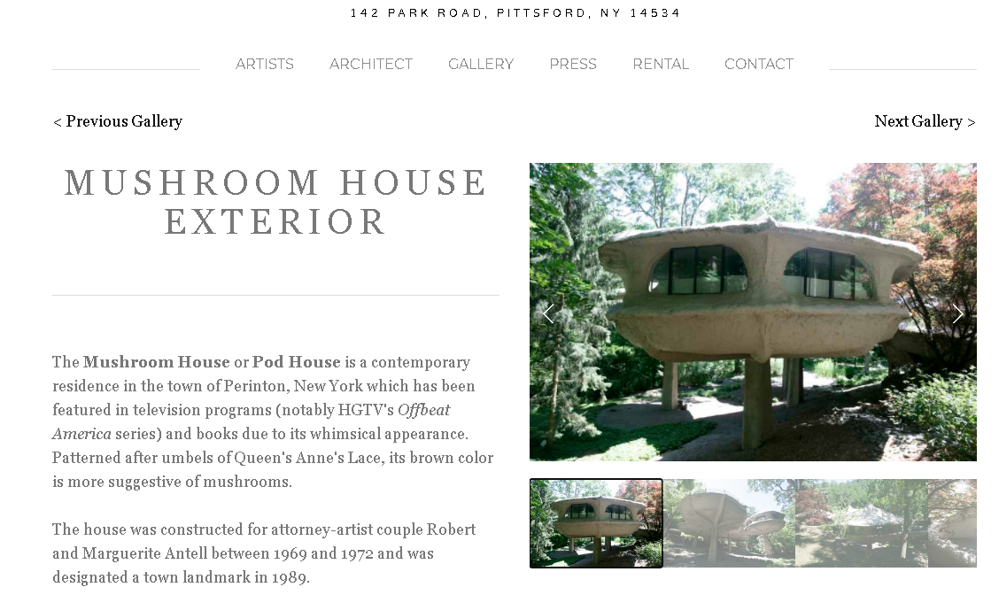 142 PARK ROAD, PITTSFORD, NY 14534
ARTISTS ARCHITECT GALLERY PRESS RENTAL CONTACT
< Previous Gallery
Next Gallery >
MUSHROOM HOUSE
EXTERIOR
The Mushroom House or Pod House is a contemporary
residence in the town of Perinton, New York which has been
featured in television programs (notably HGTV's Offbeat
America series) and books due to its whimsical appearance.
Patterned after umbels of Queen's Anne's Lace, its brown color
is more suggestive of mushrooms.
The house was constructed for attorney-artist couple Robert
and Marguerite Antell between 1969 and 1972 and was
designated a town landmark in 1989.